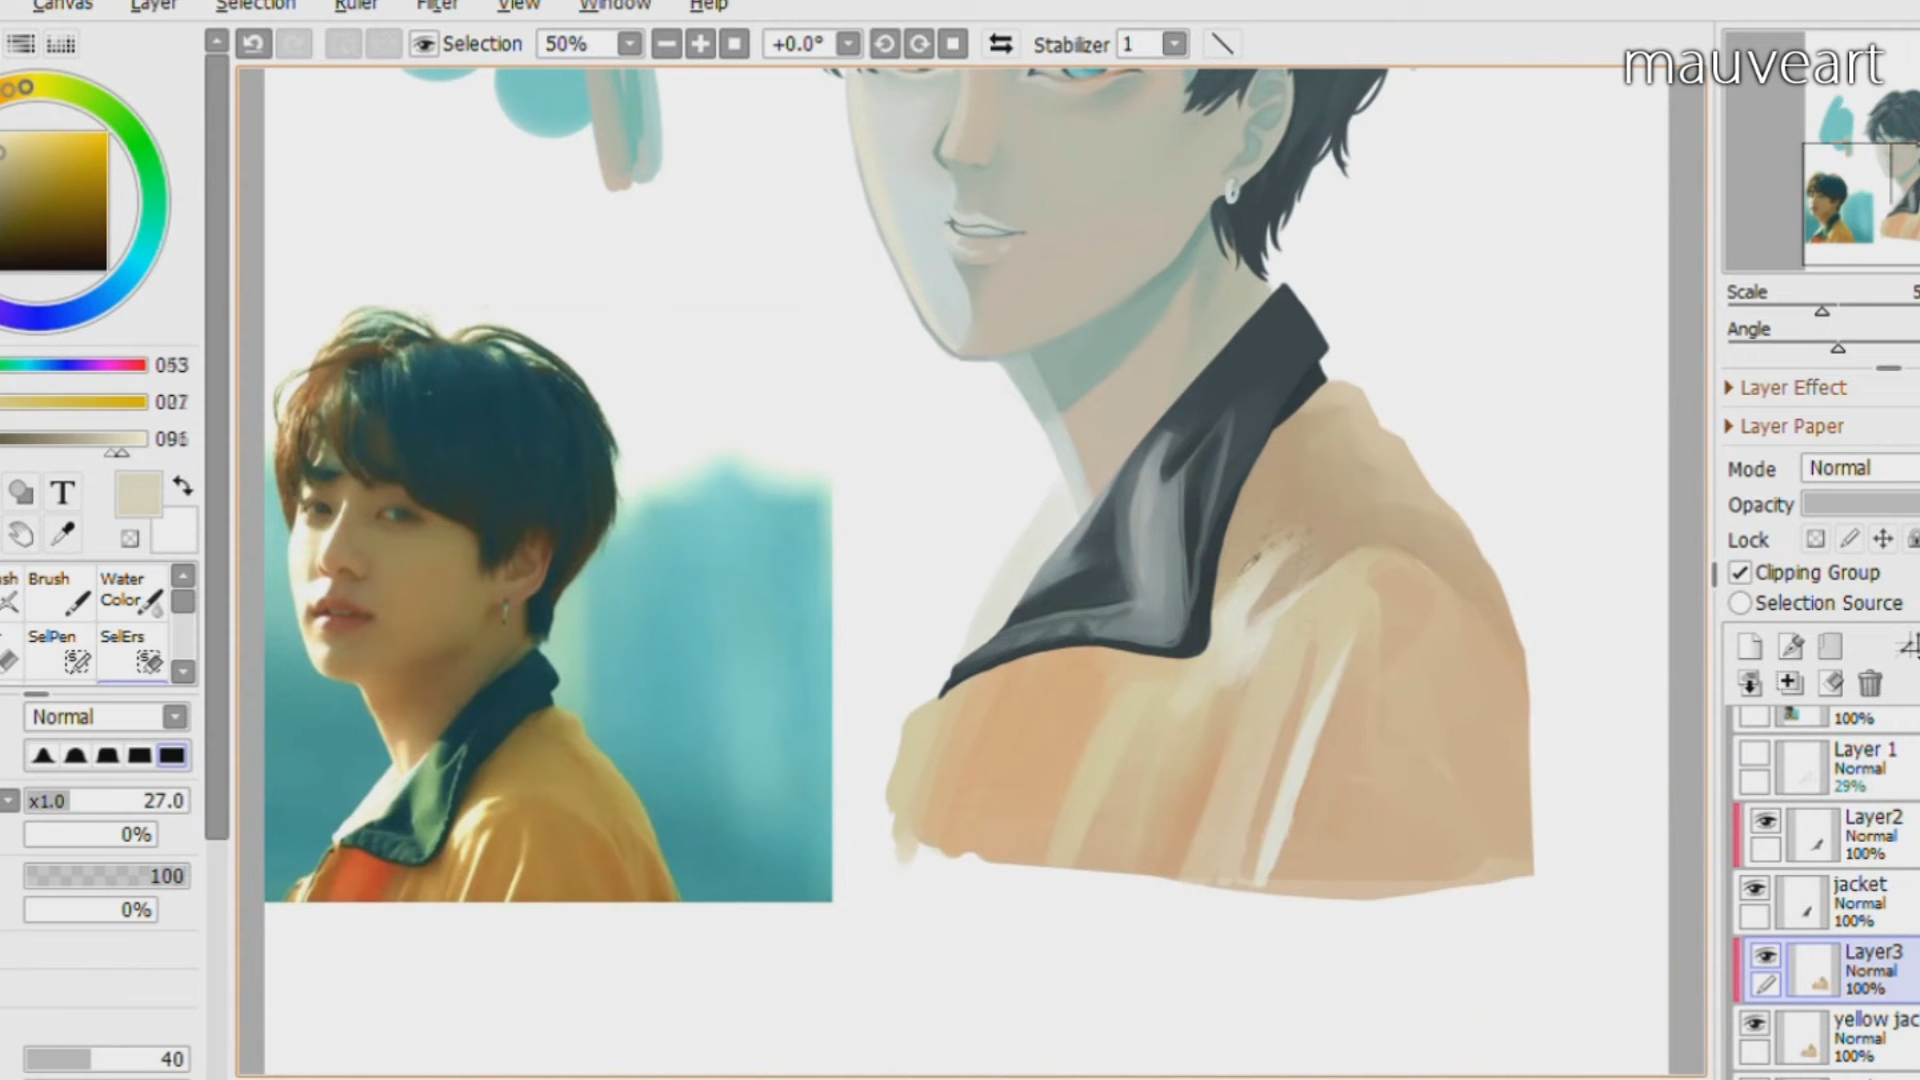 Canvas Layer Selection Ruler Filter View Window Help
Selection 50% +0.0° Stabilizer 1
mauveart
053
007
096
T
Brush Water Color
SelPen SelErs
Normal
x1.0 27.0
0%
100
0%
40
Scale 5
Angle
Layer Effect
Layer Paper
Mode Normal
Opacity
Lock
Clipping Group
Selection Source
100%
Layer 1
Normal
29%
Layer2
Normal
100%
jacket
Normal
100%
Layer3
Normal
100%
yellow jac
Normal
100%